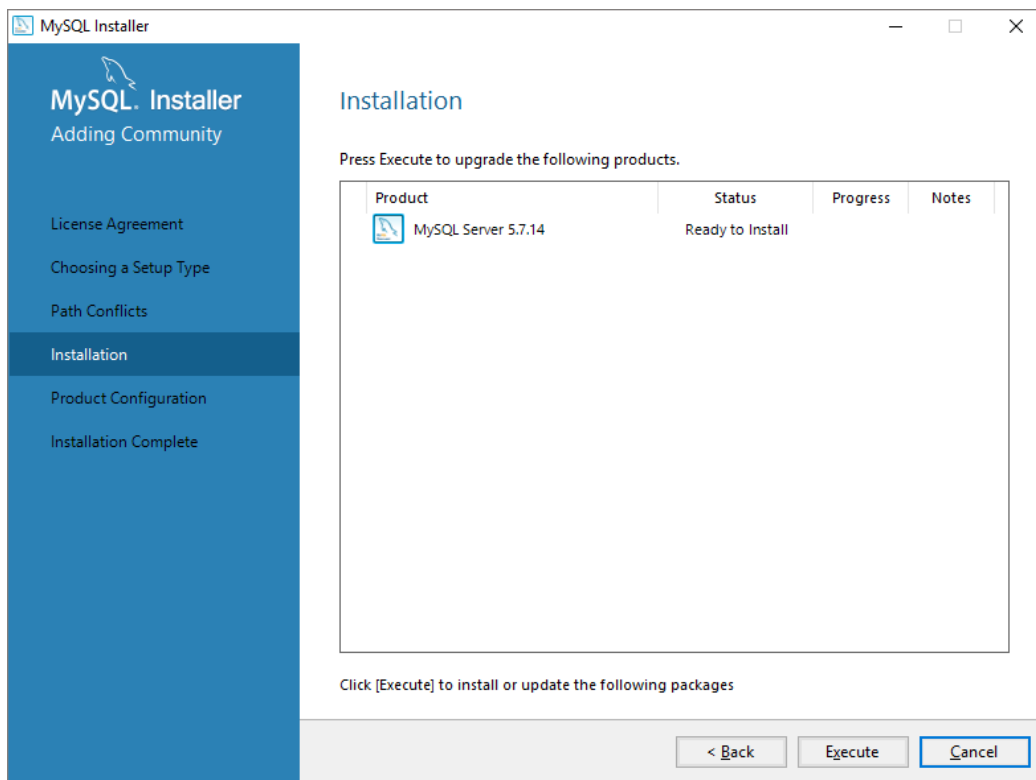 MySQL Installer
MySQL. Installer
Adding Community
License Agreement
Choosing a Setup Type
Path Conflicts
Installation
Product Configuration
Installation Complete
Installation
Press Execute to upgrade the following products.
Product Status Progress Notes
MySQL Server 5.7.14 Ready to Install
Click [Execute] to install or update the following packages
< Back Execute Cancel